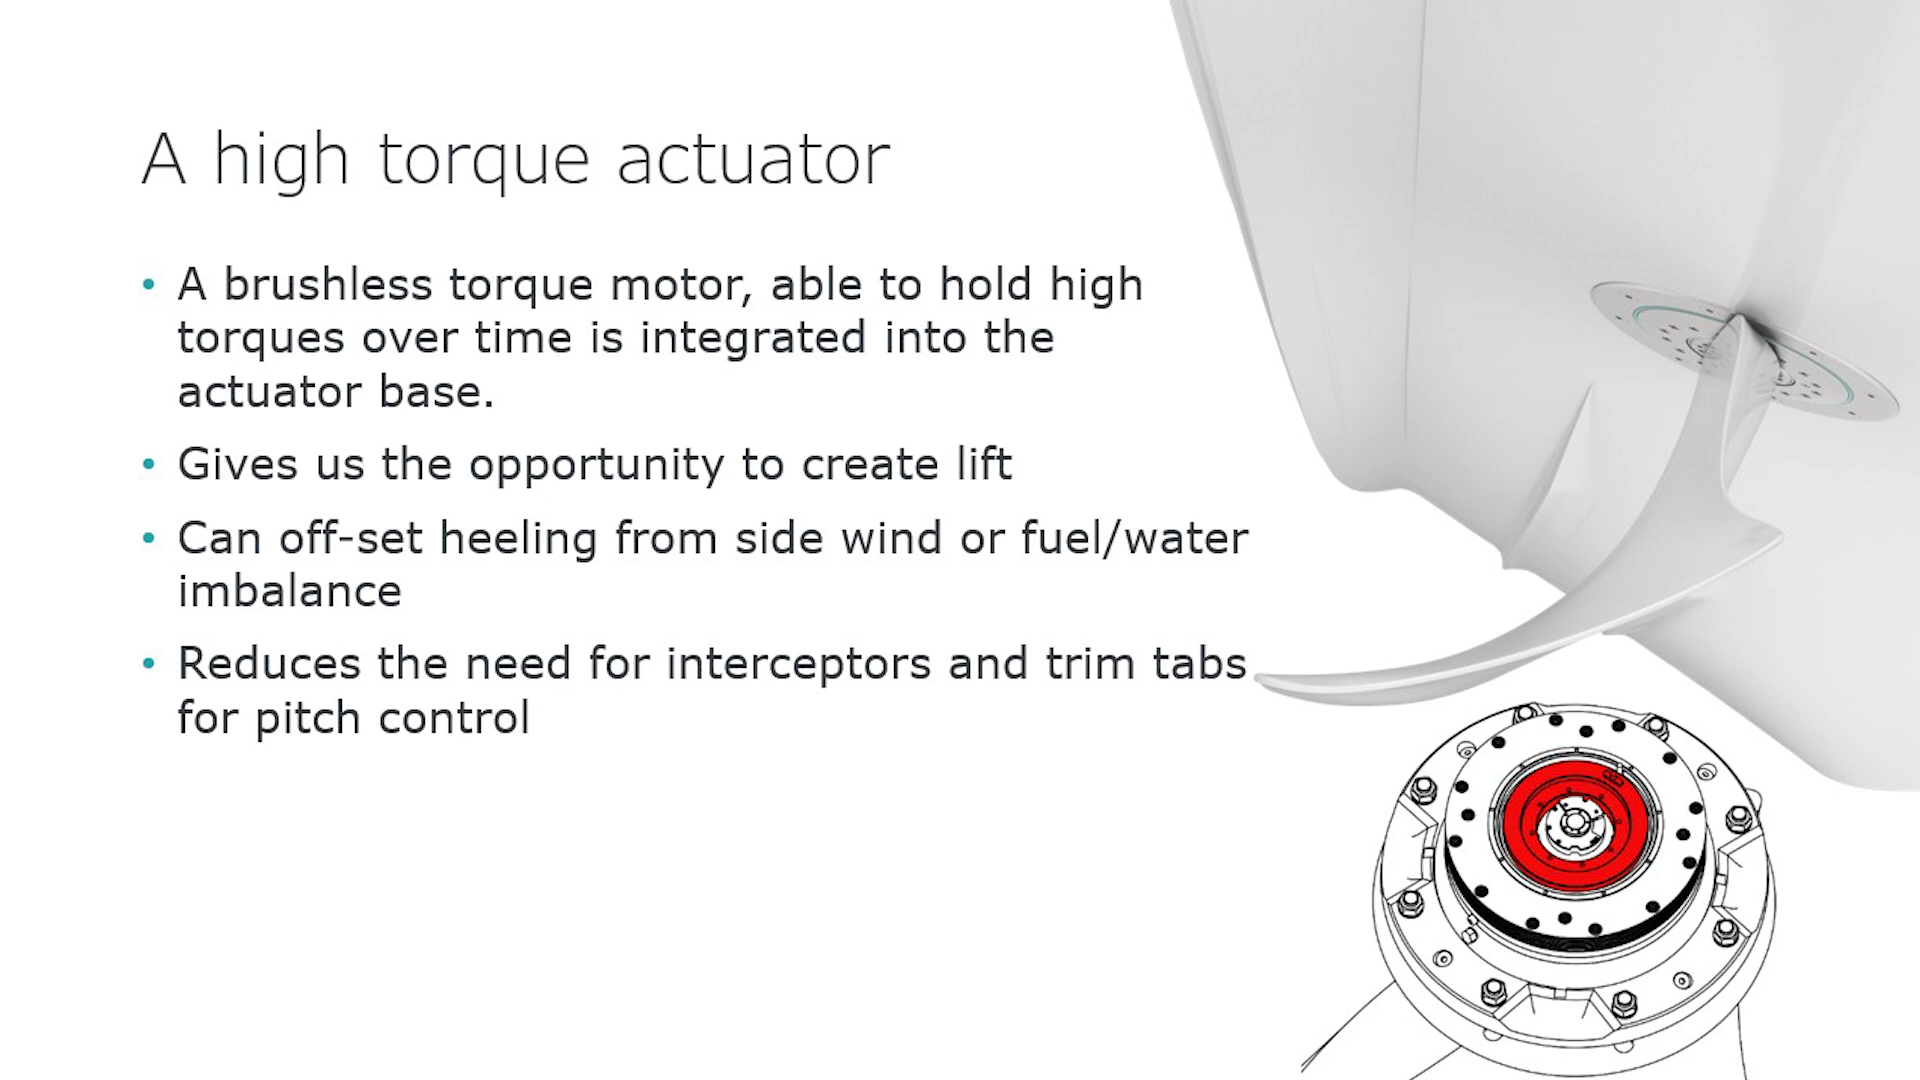 A high torque actuator
• A brushless torque motor, able to hold high
torques over time is integrated into the
actuator base.
• Gives us the opportunity to create lift
• Can off-set heeling from side wind or fuel/water
imbalance
• Reduces the need for interceptors and trim tabs
for pitch control